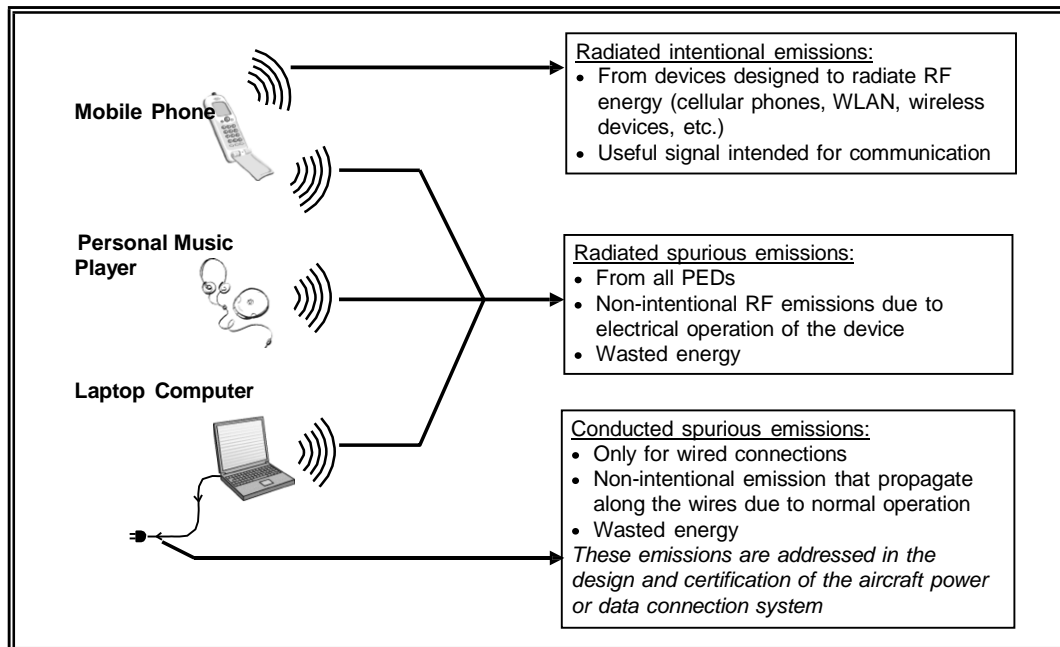 Mobile Phone
Radiated intentional emissions:
• From devices designed to radiate RF
energy (cellular phones, WLAN, wireless
devices, etc.)
• Useful signal intended for communication
Personal Music
Player
Radiated spurious emissions:
• From all PEDs
• Non-intentional RF emissions due to
electrical operation of the device
• Wasted energy
Laptop Computer
Conducted spurious emissions:
• Only for wired connections
• Non-intentional emission that propagate
along the wires due to normal operation
• Wasted energy
These emissions are addressed in the
design and certification of the aircraft power
or data connection system